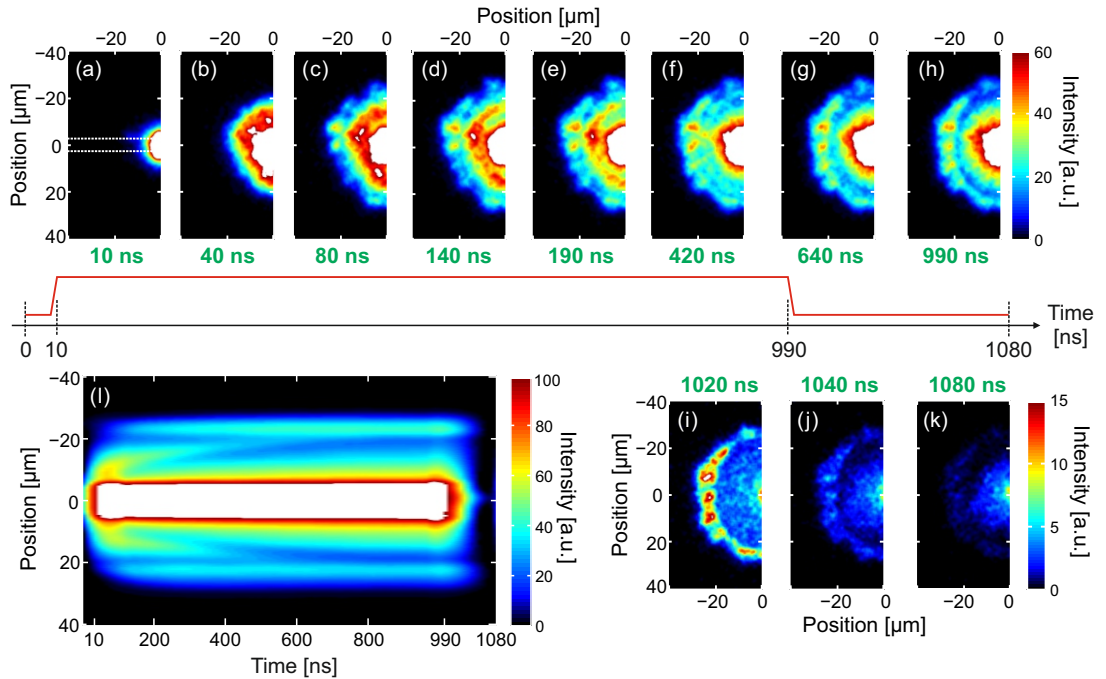 Position [µm]
−20 0 −20 0 −20 0 −20 0 −20 0 −20 0 −20 0 −20 0
Position [µm]
−40
−20
0
20
40
(a) (b) (c) (d) (e) (f) (g) (h)
60
40
20
0
Intensity [a.u.]
10 ns 40 ns 80 ns 140 ns 190 ns 420 ns 640 ns 990 ns
Time
[ns]
0 10 990 1080
Position [µm]
−40
−20
0
20
40
(l)
10 200 400 600 800 990 1080
Time [ns]
100
80
60
40
20
0
Intensity [a.u.]
1020 ns 1040 ns 1080 ns
Position [µm]
−40
−20
0
20
40
(i) (j) (k)
15
10
5
0
Intensity [a.u.]
−20 0 −20 0 −20 0
Position [µm]